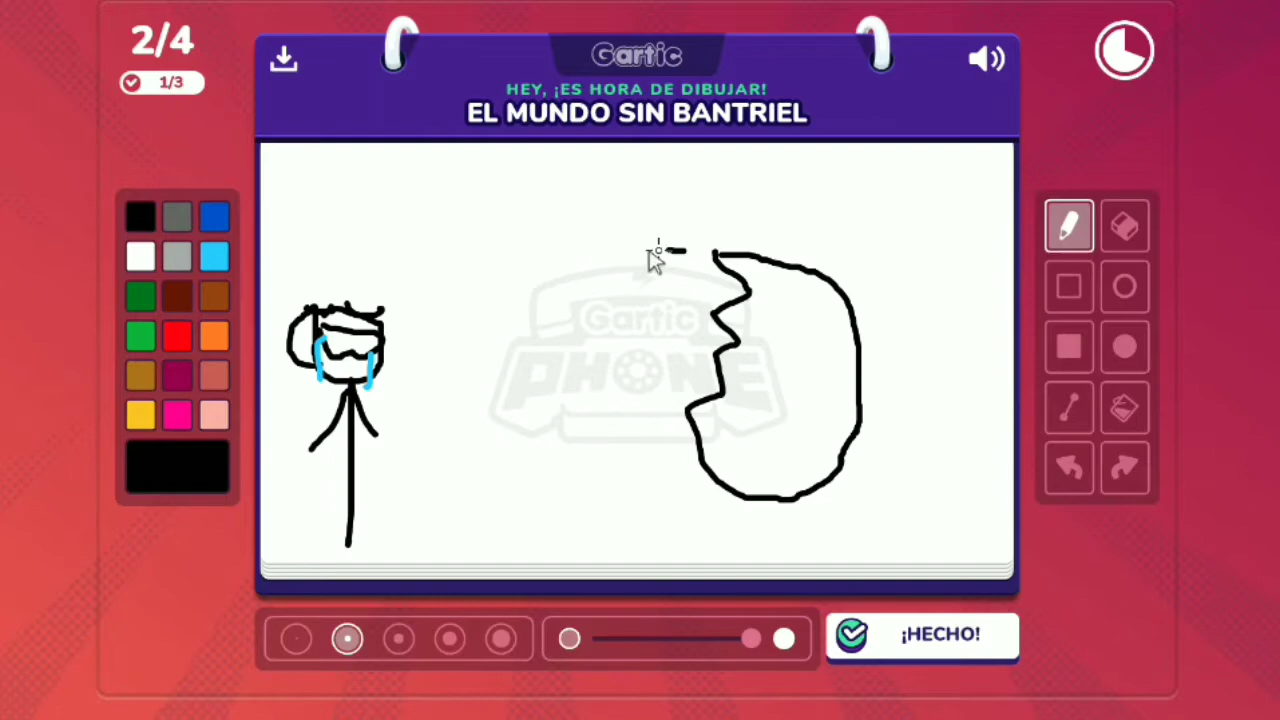 2/4
1/3
Gartic
HEY, ¡ES HORA DE DIBUJAR!
EL MUNDO SIN BANTRIEL
Gartic
PHONE
¡HECHO!